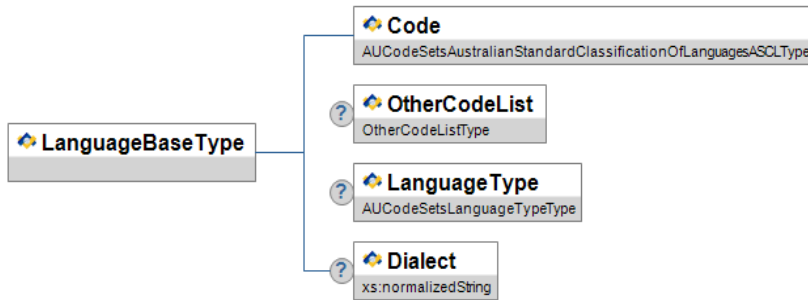 Code
AUCodeSetsAustralianStandardClassificationOfLanguagesASCLType
? OtherCodeList
OtherCodeListType
LanguageBaseType
? LanguageType
AUCodeSetsLanguageTypeType
? Dialect
xs:normalizedString